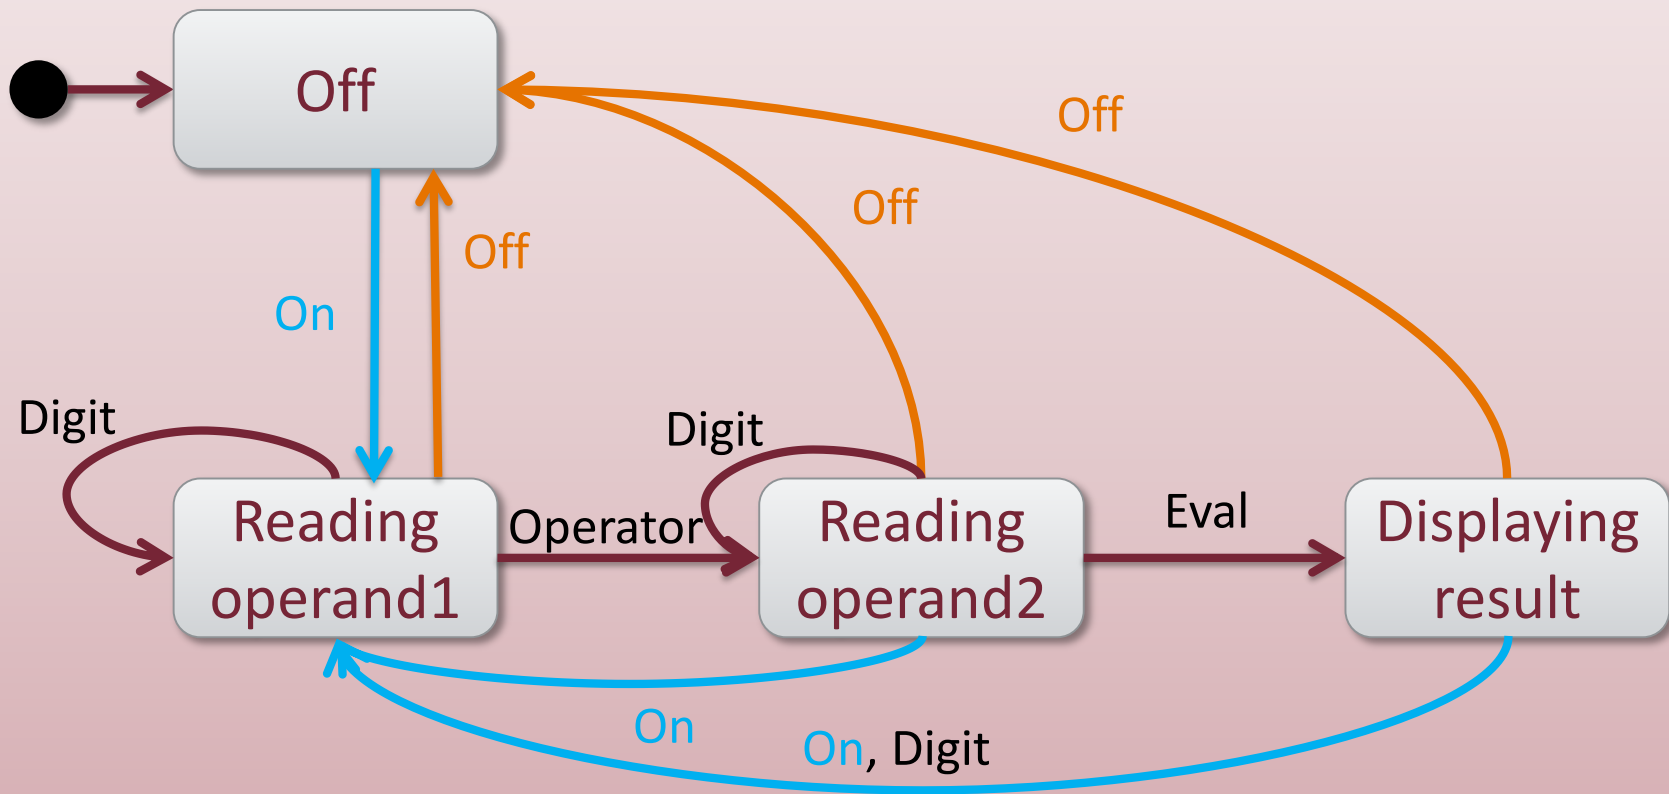 Off
Off
Off
Off
On
Digit
Digit
Reading
operand1
Operator
Reading
operand2
Eval
Displaying
result
On
On, Digit